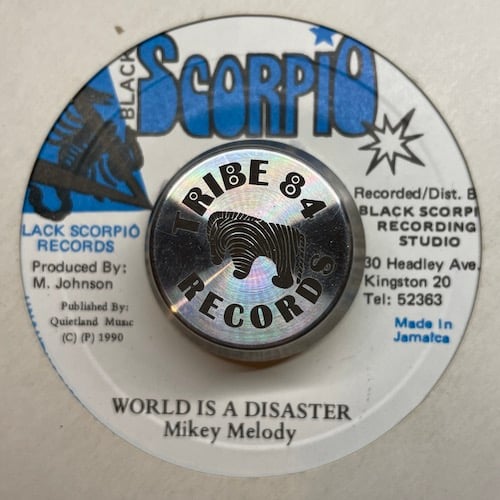 BLACK
SCORPIO
TRIBE 84
RECORDS
LACK SCORPIO
RECORDS
Produced By:
M. Johnson
Published By:
Quietland Music
(C) (P) 1990
Recorded/Dist. B
BLACK SCORPI
RECORDING
STUDIO
30 Headley Ave.
Kingston 20
Tel: 52363
Made In
Jamaica
WORLD IS A DISASTER
Mikey Melody